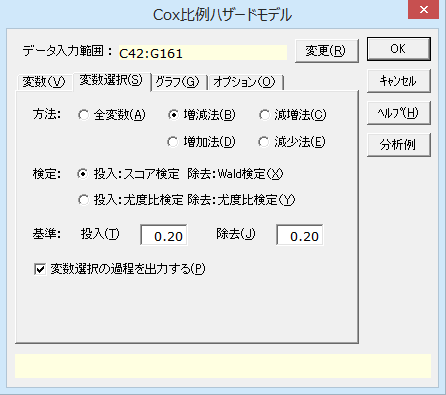 Cox比例ハザードモデル
データ入力範囲： C42:G161 変更(R) OK
変数(V) 変数選択(S) グラフ(G) オプション(O) キャンセル
方法： 全変数(A) 増減法(B) 減増法(C) ヘルプ(H)
増加法(D) 減少法(E) 分析例
検定： 投入：スコア検定 除去：Wald検定(X)
投入：尤度比検定 除去：尤度比検定(Y)
基準： 投入(T) 0.20 除去(J) 0.20
変数選択の過程を出力する(P)